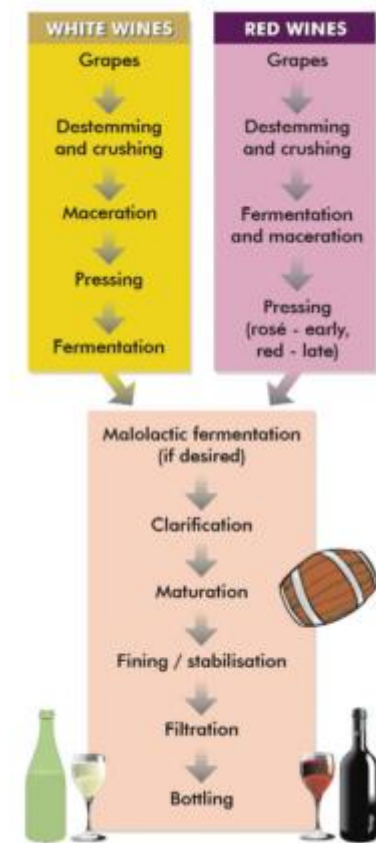 WHITE WINES
Grapes
Destemming
and crushing
Maceration
Pressing
Fermentation
RED WINES
Grapes
Destemming
and crushing
Fermentation
and maceration
Pressing
(rosé - early,
red - late)
Malolactic fermentation
(if desired)
Clarification
Maturation
Fining / stabilisation
Filtration
Bottling